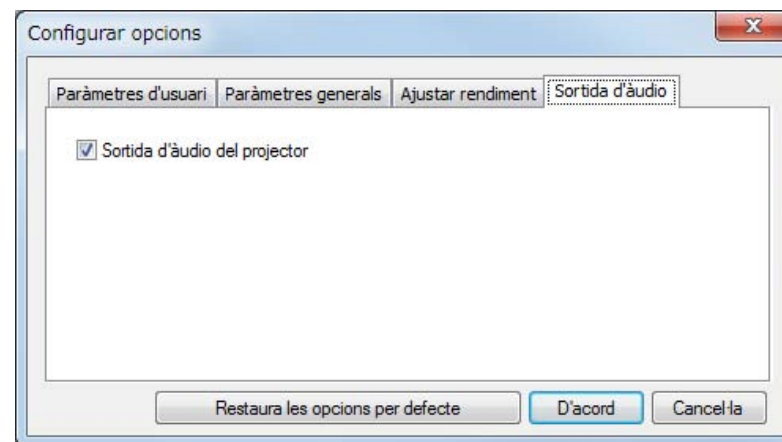 Configurar opcions
Paràmetres d'usuari Paràmetres generals Ajustar rendiment Sortida d'àudio
Sortida d'àudio del projector
Restaura les opcions per defecte D'acord Cancel·la